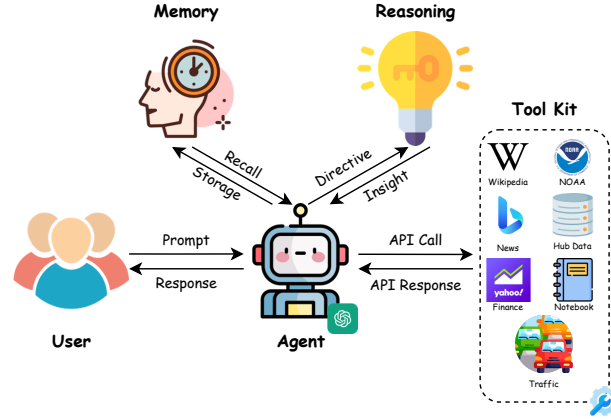 Memory
Reasoning
Tool Kit
Recall
Storage
Directive
Insight
W
Wikipedia
NOAA
NOAA
News
Hub Data
Prompt
Response
API Call
API Response
yahoo!
Finance
Notebook
User
Agent
Traffic